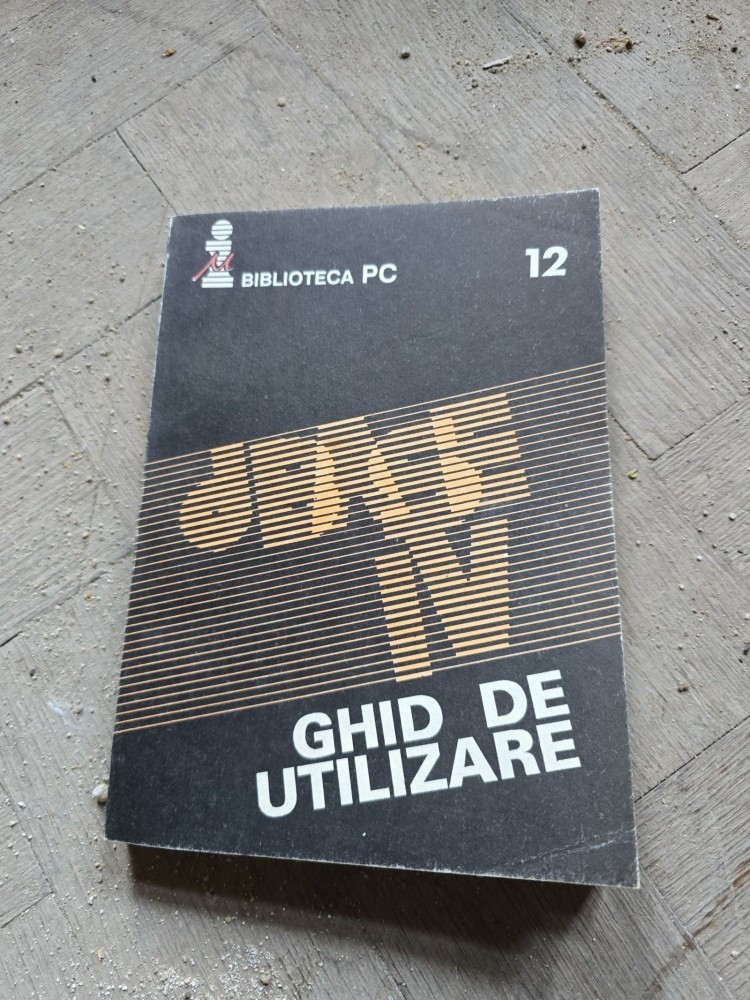 BIBLIOTECA PC
12
dBASE
IV
GHID DE
UTILIZARE